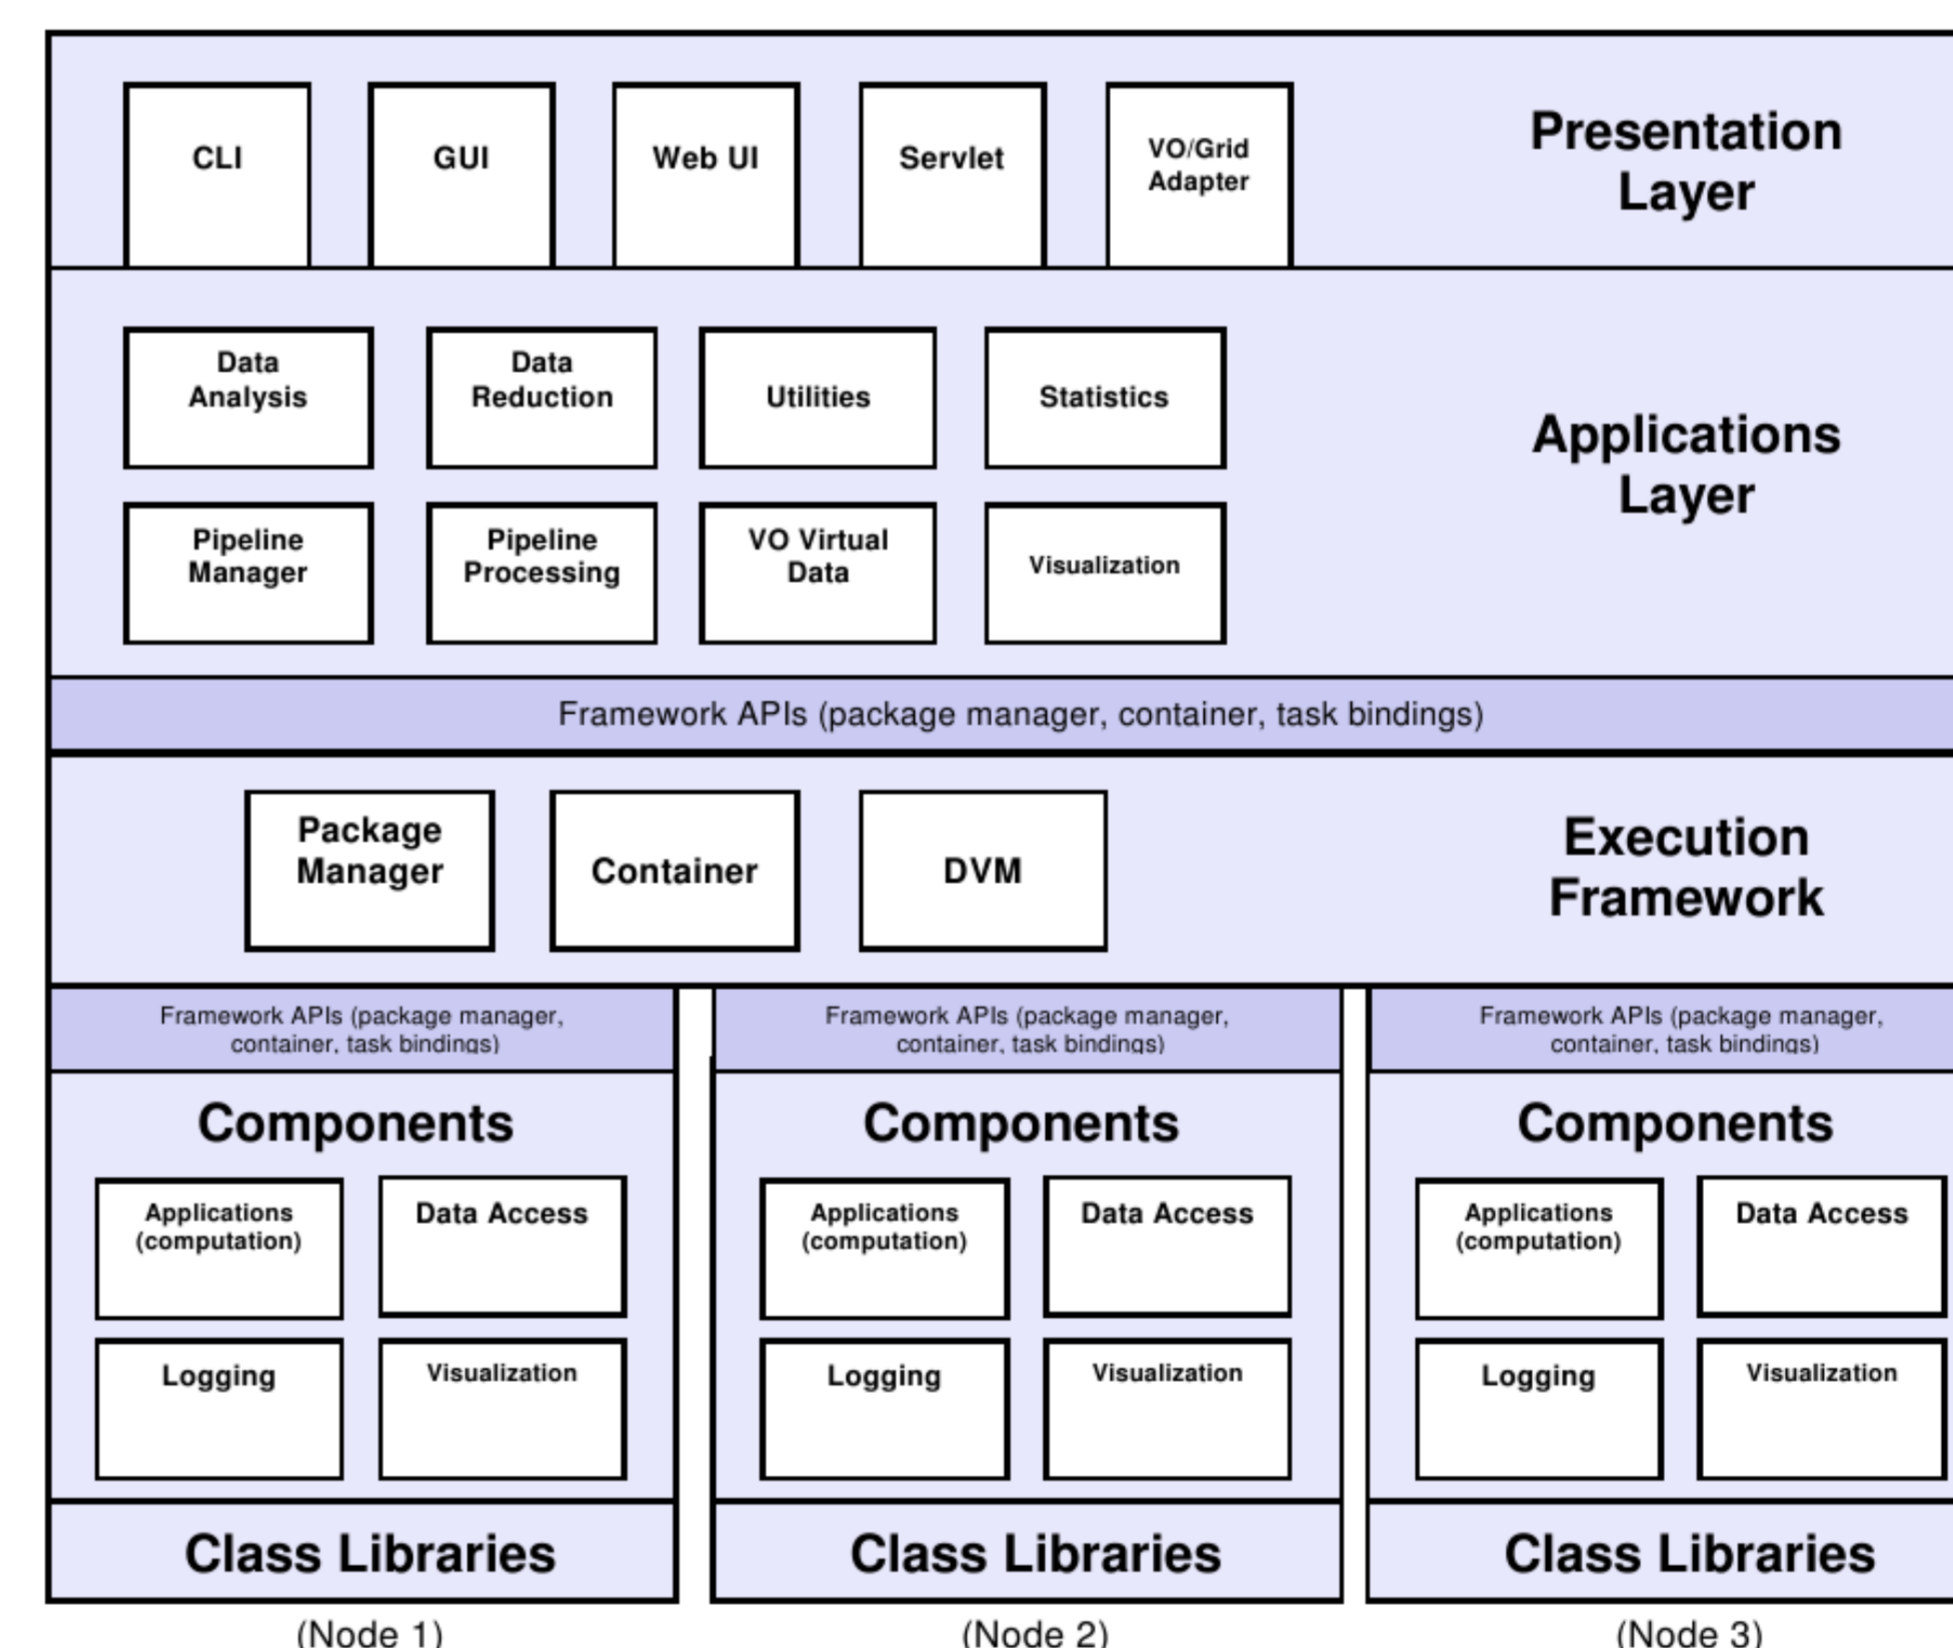 CLI
GUI
Web UI
Servlet
VO/Grid
Adapter
Presentation
Layer
Data
Analysis
Data
Reduction
Utilities
Statistics
Pipeline
Manager
Pipeline
Processing
VO Virtual
Data
Visualization
Applications
Layer
Framework APIs (package manager, container, task bindings)
Package
Manager
Container
DVM
Execution
Framework
Framework APIs (package manager,
container, task bindings)
Components
Applications
(computation)
Data Access
Logging
Visualization
Class Libraries
(Node 1)
Framework APIs (package manager,
container, task bindings)
Components
Applications
(computation)
Data Access
Logging
Visualization
Class Libraries
(Node 2)
Framework APIs (package manager,
container, task bindings)
Components
Applications
(computation)
Data Access
Logging
Visualization
Class Libraries
(Node 3)